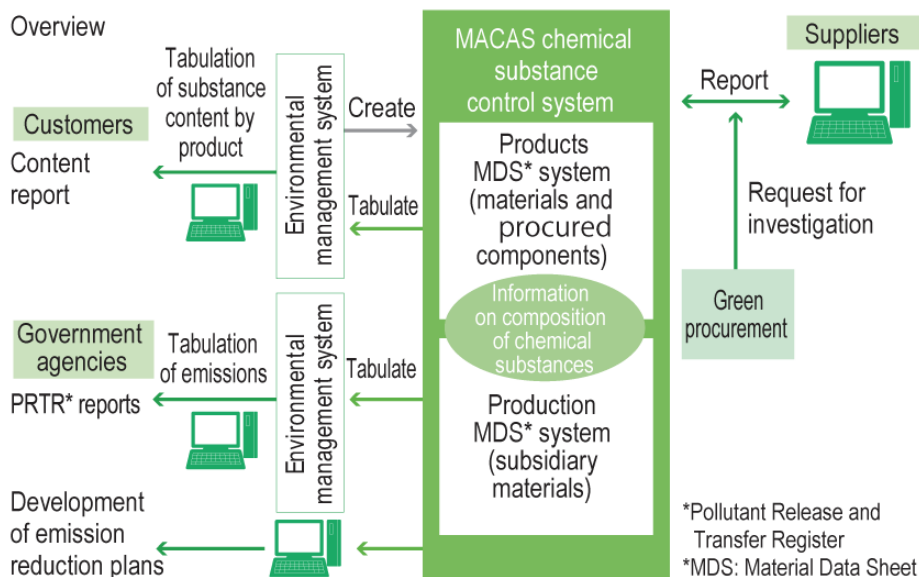 Overview
Tabulation
of substance
content by
product
Customers
Content
report
Environmental
management system
Create
Tabulate
MACAS chemical
substance
control system
Products
MDS* system
(materials and
procured
components)
Information
on composition
of chemical
substances
Production
MDS* system
(subsidiary
materials)
Suppliers
Report
Request for
investigation
Green
procurement
Government
agencies
PRTR* reports
Tabulation
of emissions
Environmental
management system
Tabulate
Development
of emission
reduction plans
*Pollutant Release and
Transfer Register
*MDS: Material Data Sheet